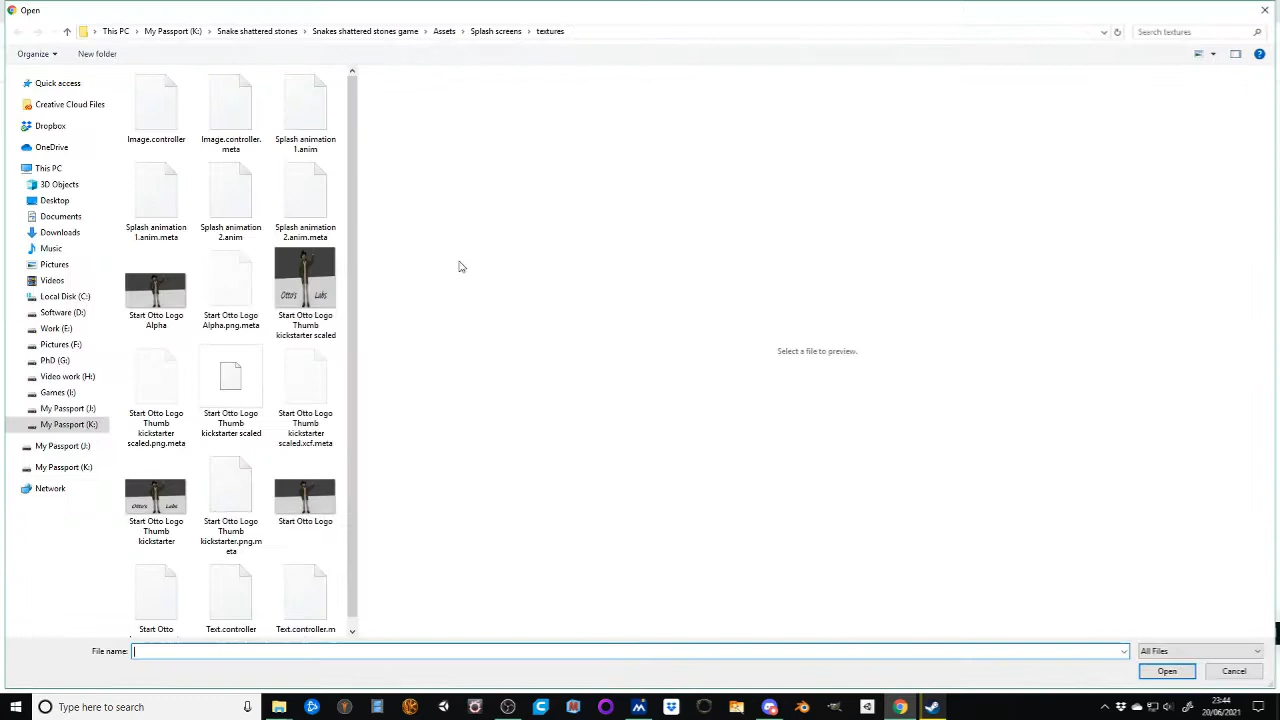 Open
This PC > My Passport (K:) > Snake shattered stones > Snakes shattered stones game > Assets > Splash screens > textures
Search textures
Organize
New folder
Quick access
Creative Cloud Files
Dropbox
OneDrive
This PC
3D Objects
Desktop
Documents
Downloads
Music
Pictures
Videos
Local Disk (C:)
Software (D:)
Work (E:)
Pictures (F:)
PhD (G:)
Video work (H:)
Games (I:)
My Passport (J:)
My Passport (K:)
My Passport (J:)
My Passport (K:)
Network
Image.controller
Image.controller.
meta
Splash animation
1.anim
Splash animation
1.anim.meta
Splash animation
2.anim
Splash animation
2.anim.meta
Start Otto Logo
Alpha
Start Otto Logo
Alpha.png.meta
Otto's Labs
Start Otto Logo
Thumb
kickstarter scaled
Start Otto Logo
Thumb
kickstarter
scaled.png.meta
Start Otto Logo
Thumb
kickstarter scaled
Start Otto Logo
Thumb
kickstarter
scaled.xcf.meta
Otto's Labs
Start Otto Logo
Thumb
kickstarter
Start Otto Logo
Thumb
kickstarter.png.m
eta
Start Otto Logo
Start Otto
Text.controller
Text.controller.m
Select a file to preview.
File name:
All Files
Open
Cancel
Type here to search
23:44
20/06/2021